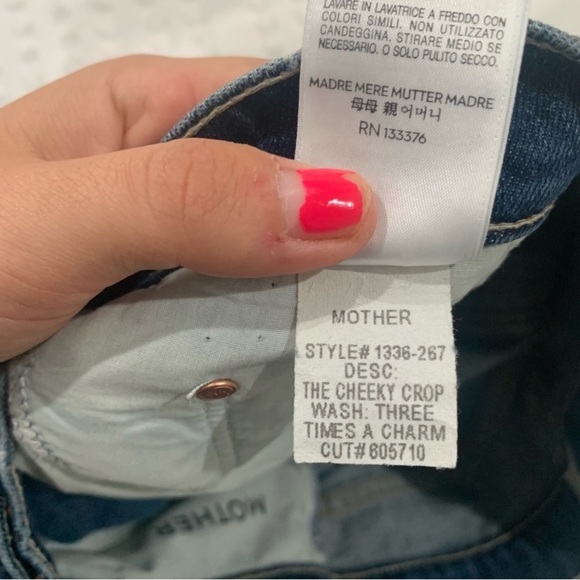 LAVARE IN LAVATRICE A FREDDO CON
COLORI SIMILI. NON UTILIZZATO
CANDEGGINA. STIRARE MEDIO SE
NECESSARIO. O SOLO PULITO SECCO.
MADRE MERE MUTTER MADRE
母母 親 어머니
RN 133376
MOTHER
STYLE# 1336-267
DESC:
THE CHEEKY CROP
WASH: THREE
TIMES A CHARM
CUT# 605710
MOTHER